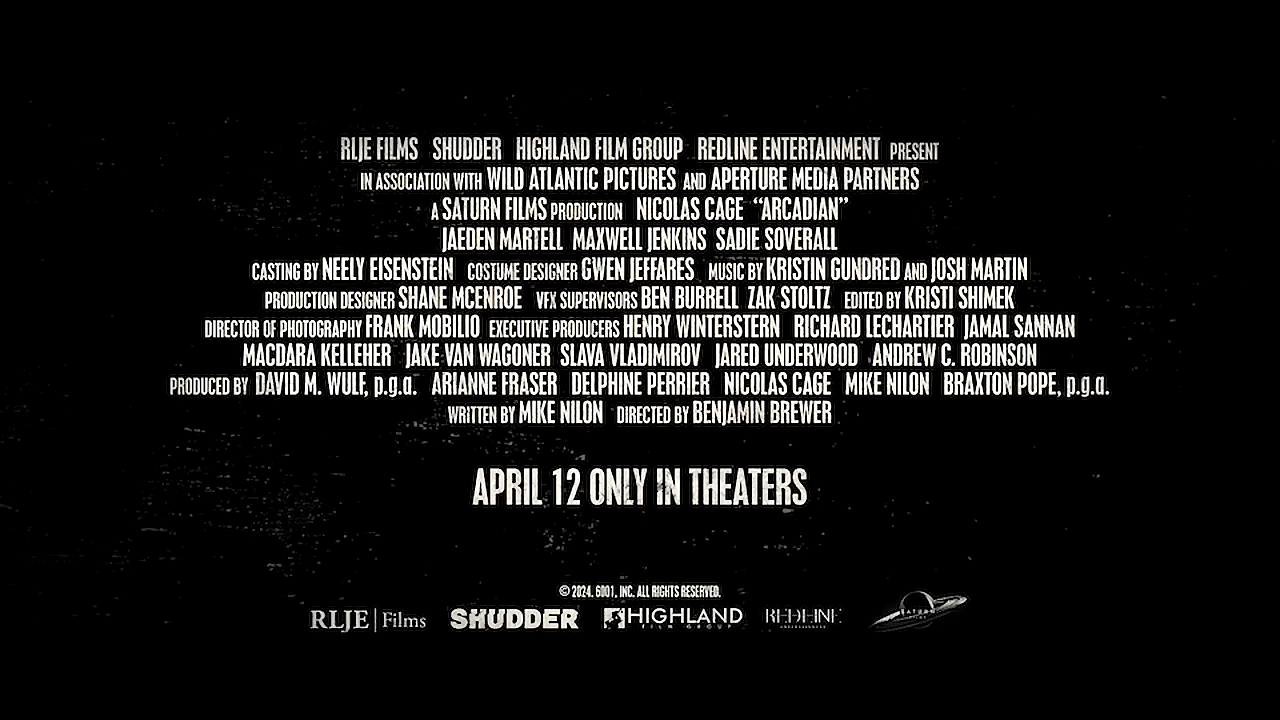 RLJE FILMS SHUDDER HIGHLAND FILM GROUP REDLINE ENTERTAINMENT PRESENT
IN ASSOCIATION WITH WILD ATLANTIC PICTURES AND APERTURE MEDIA PARTNERS
A SATURN FILMS PRODUCTION NICOLAS CAGE “ARCADIAN”
JAEDEN MARTELL MAXWELL JENKINS SADIE SOVERALL
CASTING BY NEELY EISENSTEIN COSTUME DESIGNER GWEN JEFFARES MUSIC BY KRISTIN GUNDRED AND JOSH MARTIN
PRODUCTION DESIGNER SHANE MCENROE VFX SUPERVISORS BEN BURRELL ZAK STOLTZ EDITED BY KRISTI SHIMEK
DIRECTOR OF PHOTOGRAPHY FRANK MOBILIO EXECUTIVE PRODUCERS HENRY WINTERSTERN RICHARD LECHARTIER JAMAL SANNAN
MACDARA KELLEHER JAKE VAN WAGONER SLAVA VLADIMIROV JARED UNDERWOOD ANDREW C. ROBINSON
PRODUCED BY DAVID M. WULF, p.g.a. ARIANNE FRASER DELPHINE PERRIER NICOLAS CAGE MIKE NILON BRAXTON POPE, p.g.a.
WRITTEN BY MIKE NILON DIRECTED BY BENJAMIN BREWER
APRIL 12 ONLY IN THEATERS
© 2024. 6001, INC. ALL RIGHTS RESERVED.
RLJE | Films SHUDDER HIGHLAND REDLINE SATURN
FILM GROUP ENTERTAINMENT FILMS